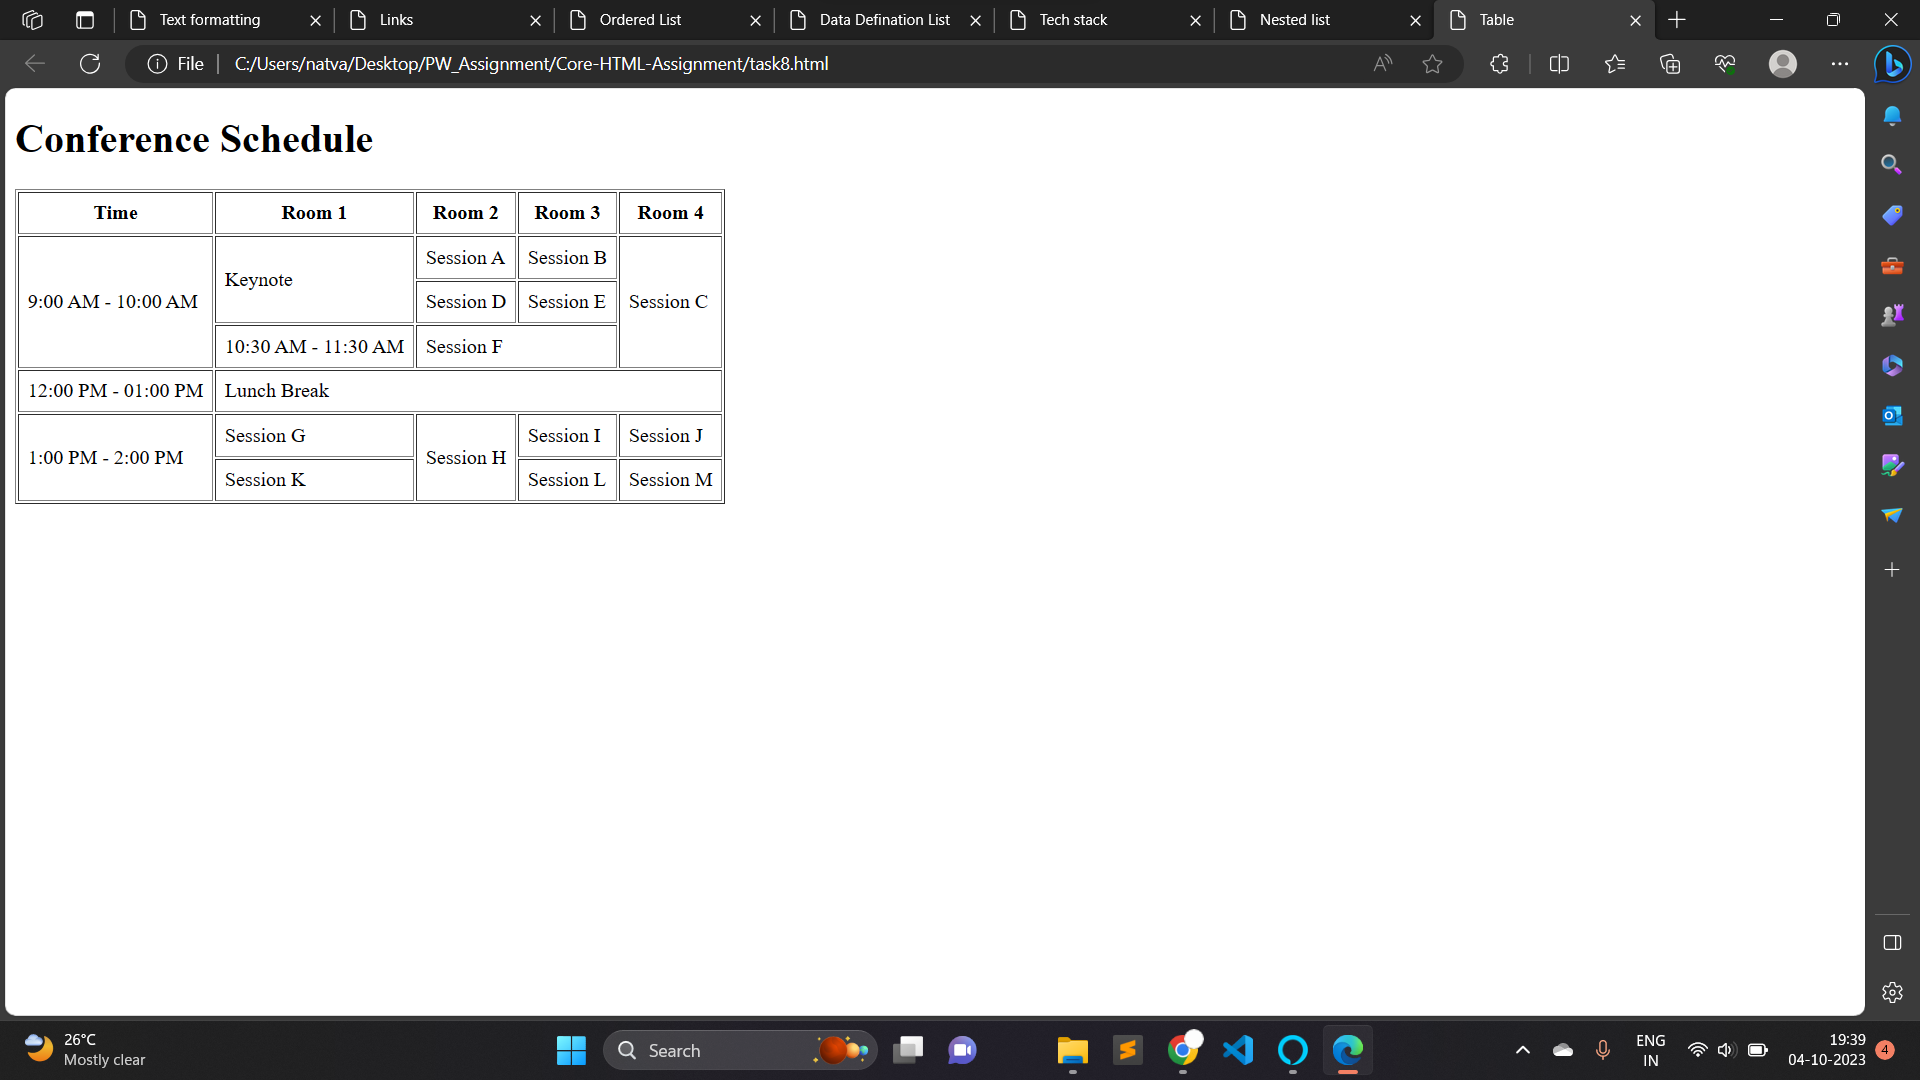 Text formatting Links Ordered List Data Defination List Tech stack Nested list Table
File C:/Users/natva/Desktop/PW_Assignment/Core-HTML-Assignment/task8.html
Conference Schedule
Time Room 1 Room 2 Room 3 Room 4
9:00 AM - 10:00 AM Keynote Session A Session B Session C
Session D Session E
10:30 AM - 11:30 AM Session F
12:00 PM - 01:00 PM Lunch Break
1:00 PM - 2:00 PM Session G Session H Session I Session J
Session K Session L Session M
26°C
Mostly clear
Search
ENG
IN
19:39
04-10-2023
4